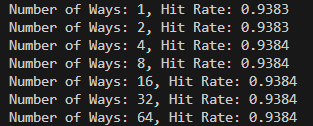 Number of Ways: 1, Hit Rate: 0.9383
Number of Ways: 2, Hit Rate: 0.9383
Number of Ways: 4, Hit Rate: 0.9384
Number of Ways: 8, Hit Rate: 0.9384
Number of Ways: 16, Hit Rate: 0.9384
Number of Ways: 32, Hit Rate: 0.9384
Number of Ways: 64, Hit Rate: 0.9384